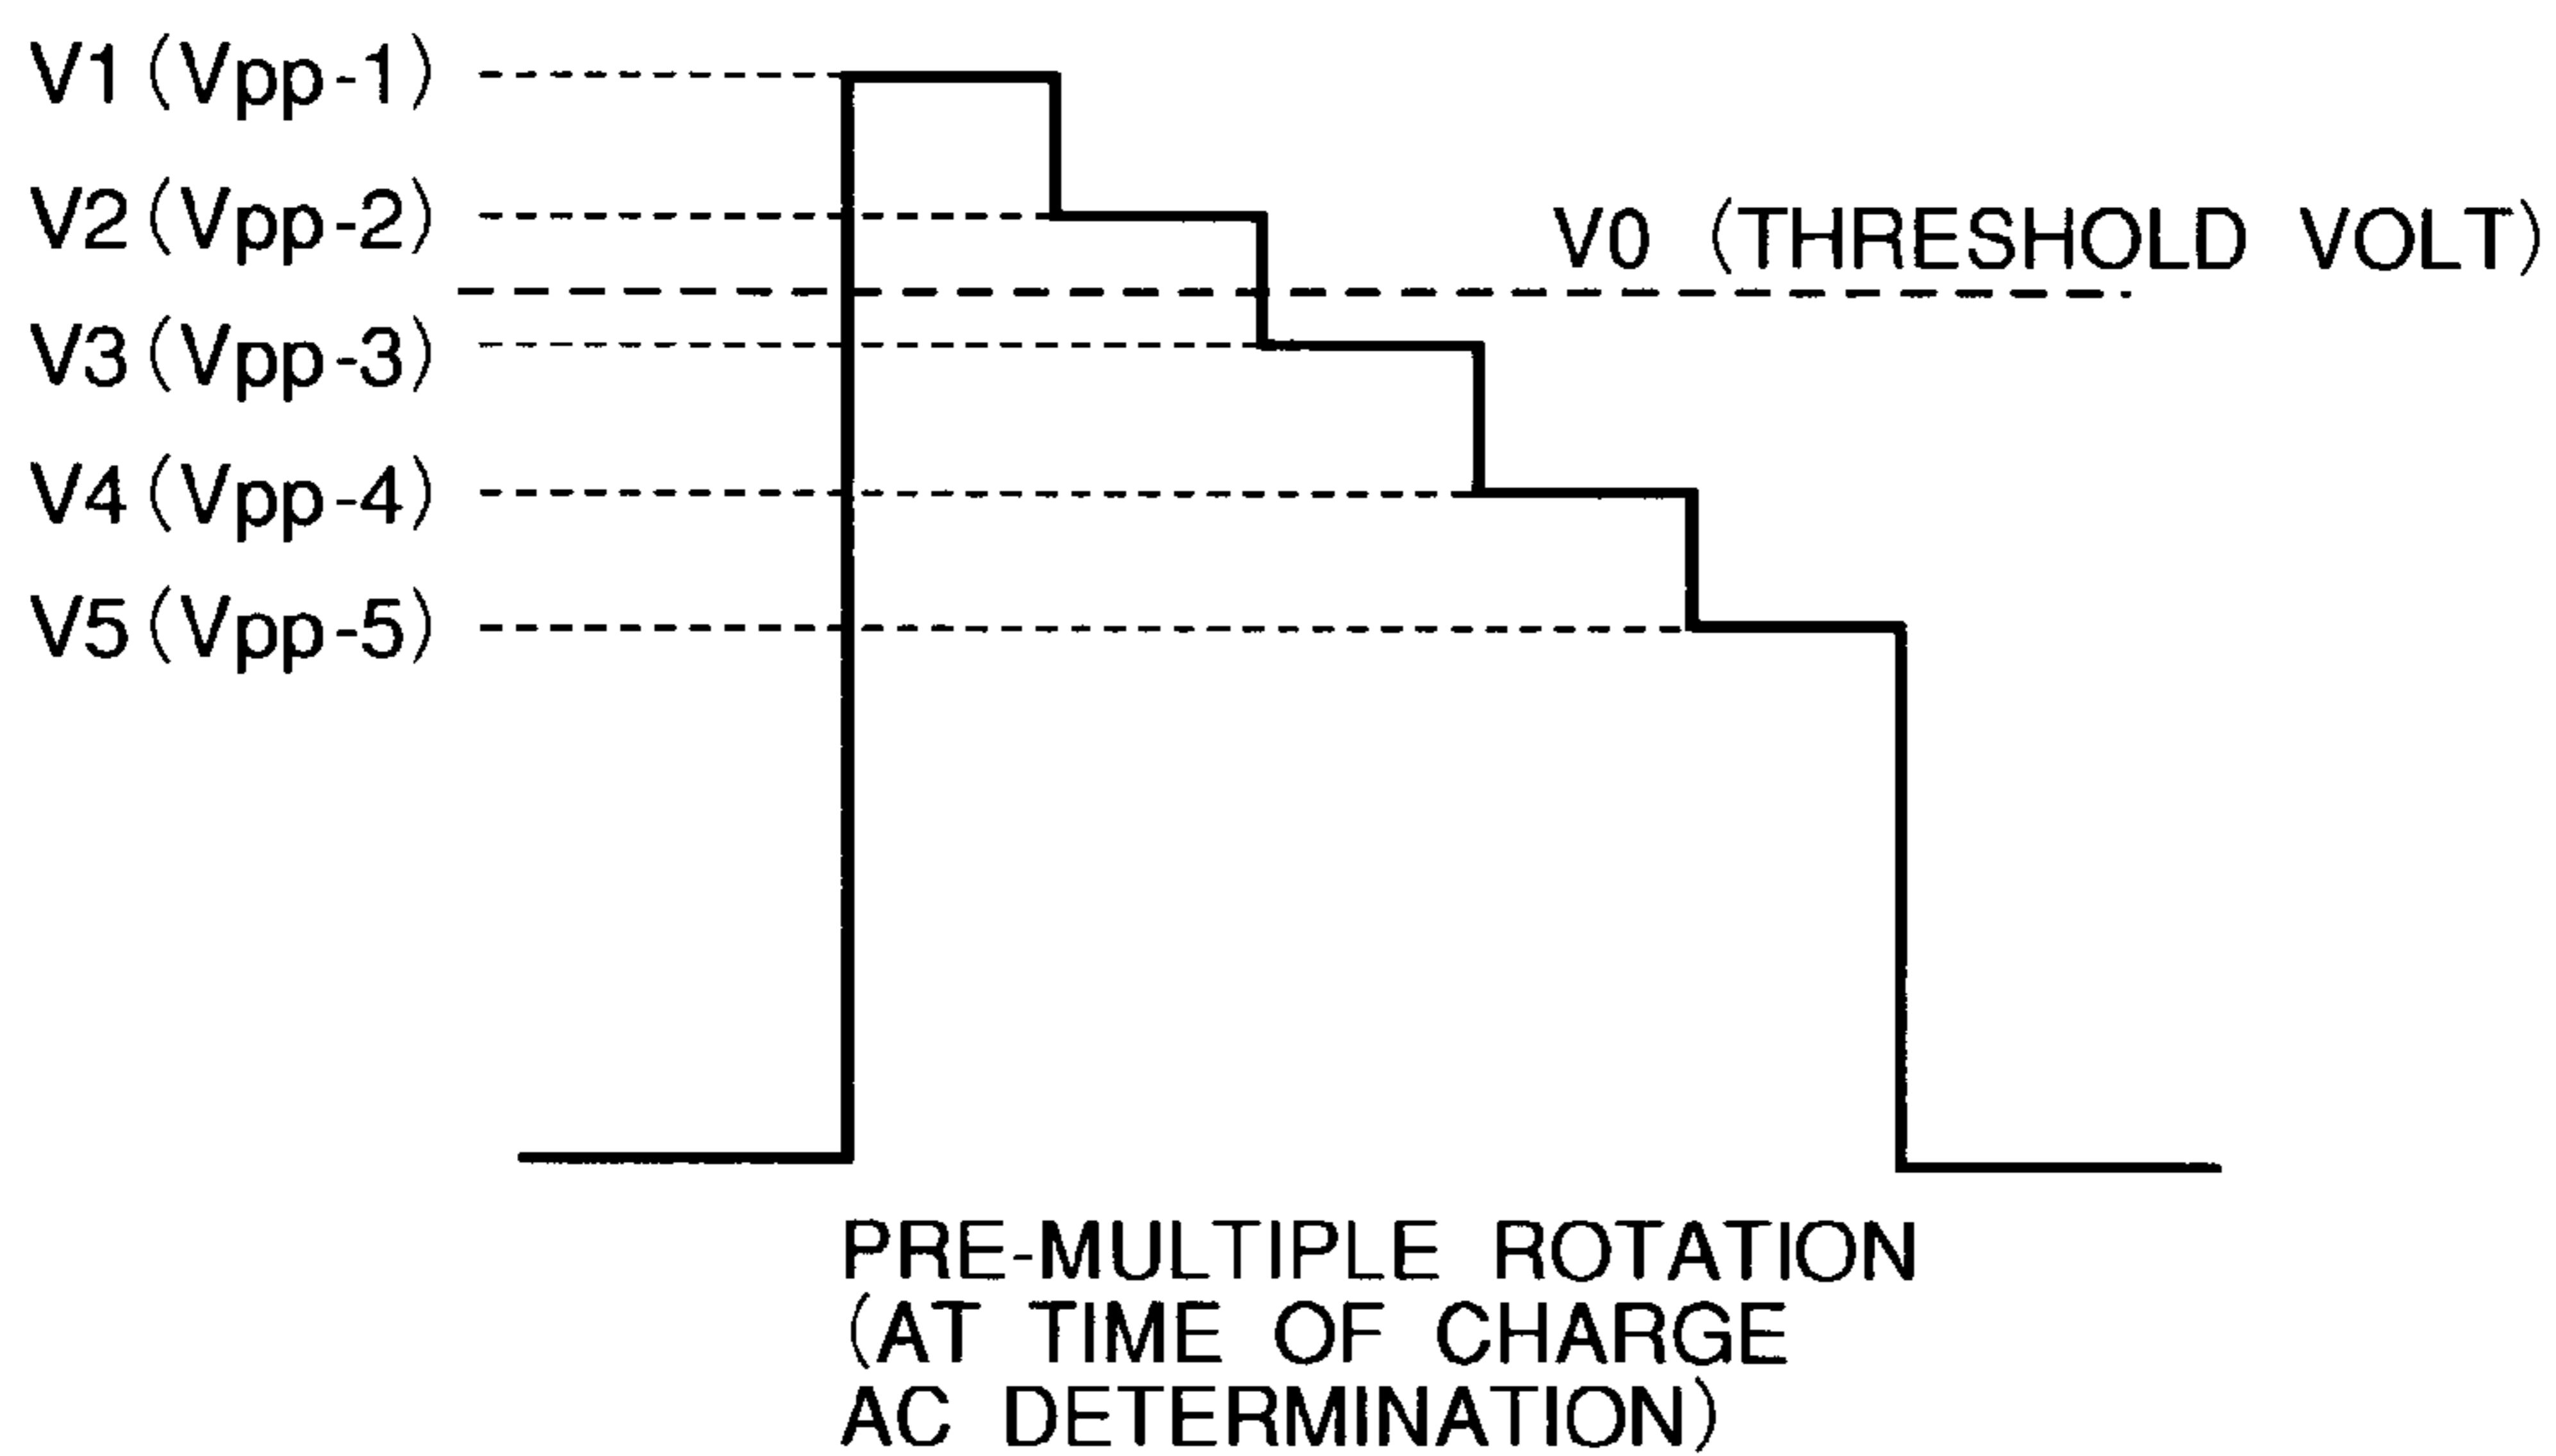 V1(Vpp-1)
V2(Vpp-2)
V0 (THRESHOLD VOLT)
V3(Vpp-3)
V4(Vpp-4)
V5(Vpp-5)
PRE-MULTIPLE ROTATION
(AT TIME OF CHARGE
AC DETERMINATION)